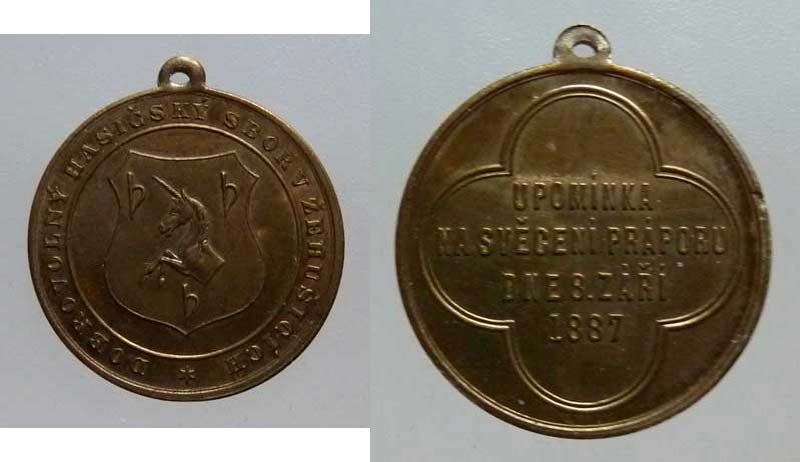 DOBROVOLNÝ HASIČSKÝ SBOR V ŽEHUŠICÍCH *
h h
h
UPOMÍNKA
NA SVĚCENÍ PRÁPORU
DNE 8. ZÁŘÍ
1887